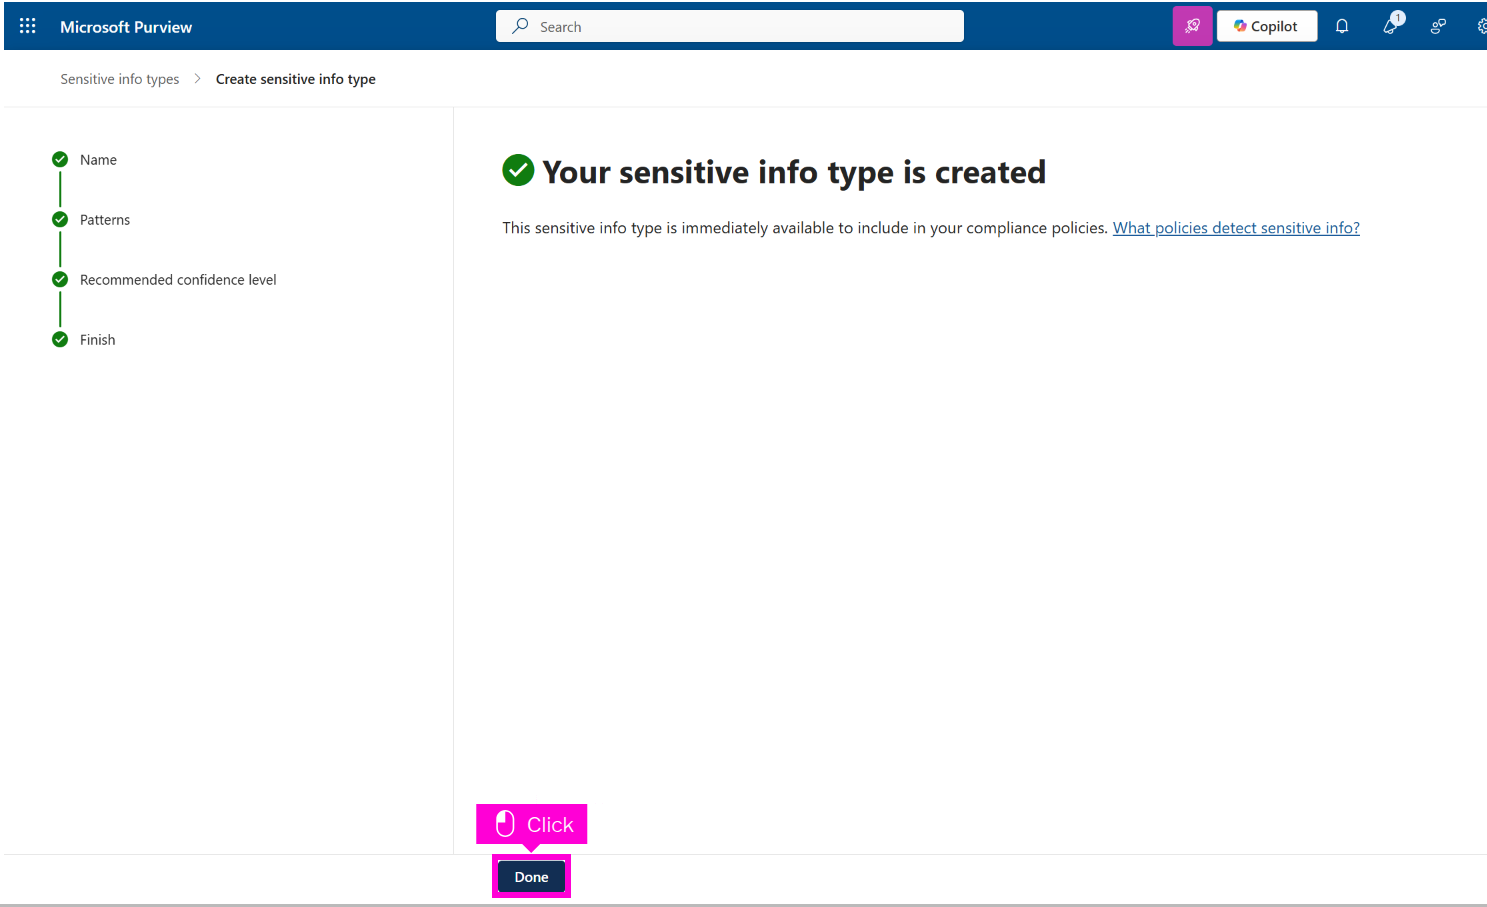 Microsoft Purview
Search
Copilot
1
Sensitive info types > Create sensitive info type
Name
Patterns
Recommended confidence level
Finish
Your sensitive info type is created
This sensitive info type is immediately available to include in your compliance policies. What policies detect sensitive info?
Click
Done